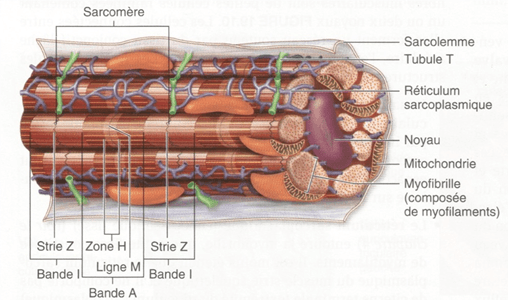 Sarcomère
Sarcolemme
Tubule T
Réticulum
sarcoplasmique
Noyau
Mitochondrie
Myofibrille
(composée
de myofilaments)
Strie Z
Zone H
Strie Z
Ligne M
Bande I
Bande I
Bande A